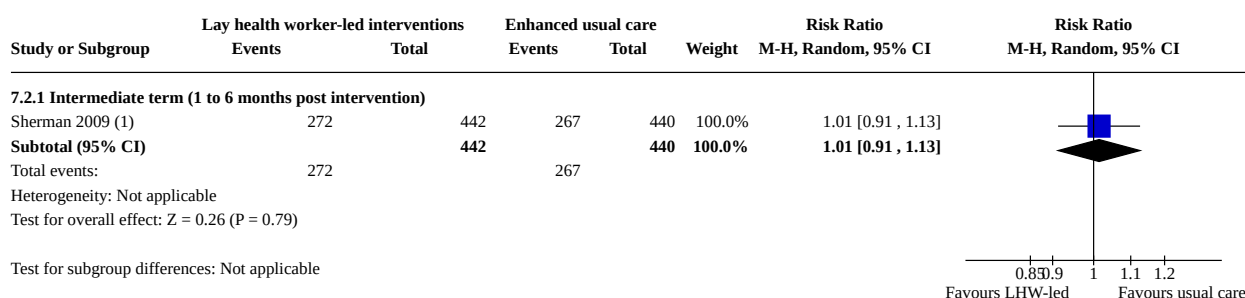 Lay health worker-led interventions Enhanced usual care Risk Ratio Risk Ratio
Study or Subgroup Events Total Events Total Weight M-H, Random, 95% CI M-H, Random, 95% CI
7.2.1 Intermediate term (1 to 6 months post intervention)
Sherman 2009 (1) 272 442 267 440 100.0% 1.01 [0.91 , 1.13]
Subtotal (95% CI) 442 440 100.0% 1.01 [0.91 , 1.13]
Total events: 272 267
Heterogeneity: Not applicable
Test for overall effect: Z = 0.26 (P = 0.79)
Test for subgroup differences: Not applicable 0.85 0.9 1 1.1 1.2
Favours LHW-led Favours usual care